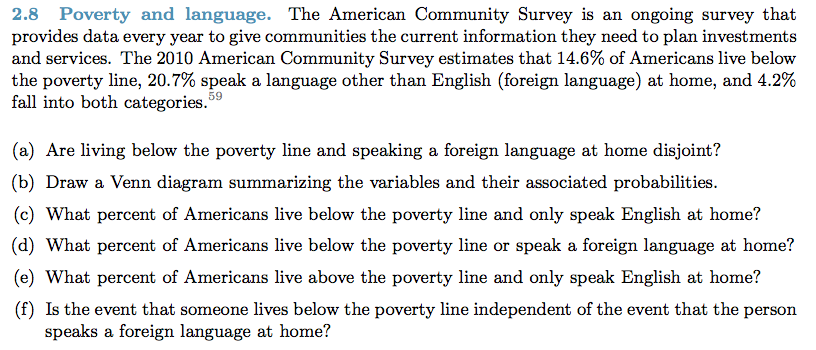 2.8 Poverty and language. The American Community Survey is an ongoing survey that
provides data every year to give communities the current information they need to plan investments
and services. The 2010 American Community Survey estimates that 14.6% of Americans live below
the poverty line, 20.7% speak a language other than English (foreign language) at home, and 4.2%
fall into both categories.59
(a) Are living below the poverty line and speaking a foreign language at home disjoint?
(b) Draw a Venn diagram summarizing the variables and their associated probabilities.
(c) What percent of Americans live below the poverty line and only speak English at home?
(d) What percent of Americans live below the poverty line or speak a foreign language at home?
(e) What percent of Americans live above the poverty line and only speak English at home?
(f) Is the event that someone lives below the poverty line independent of the event that the person
speaks a foreign language at home?